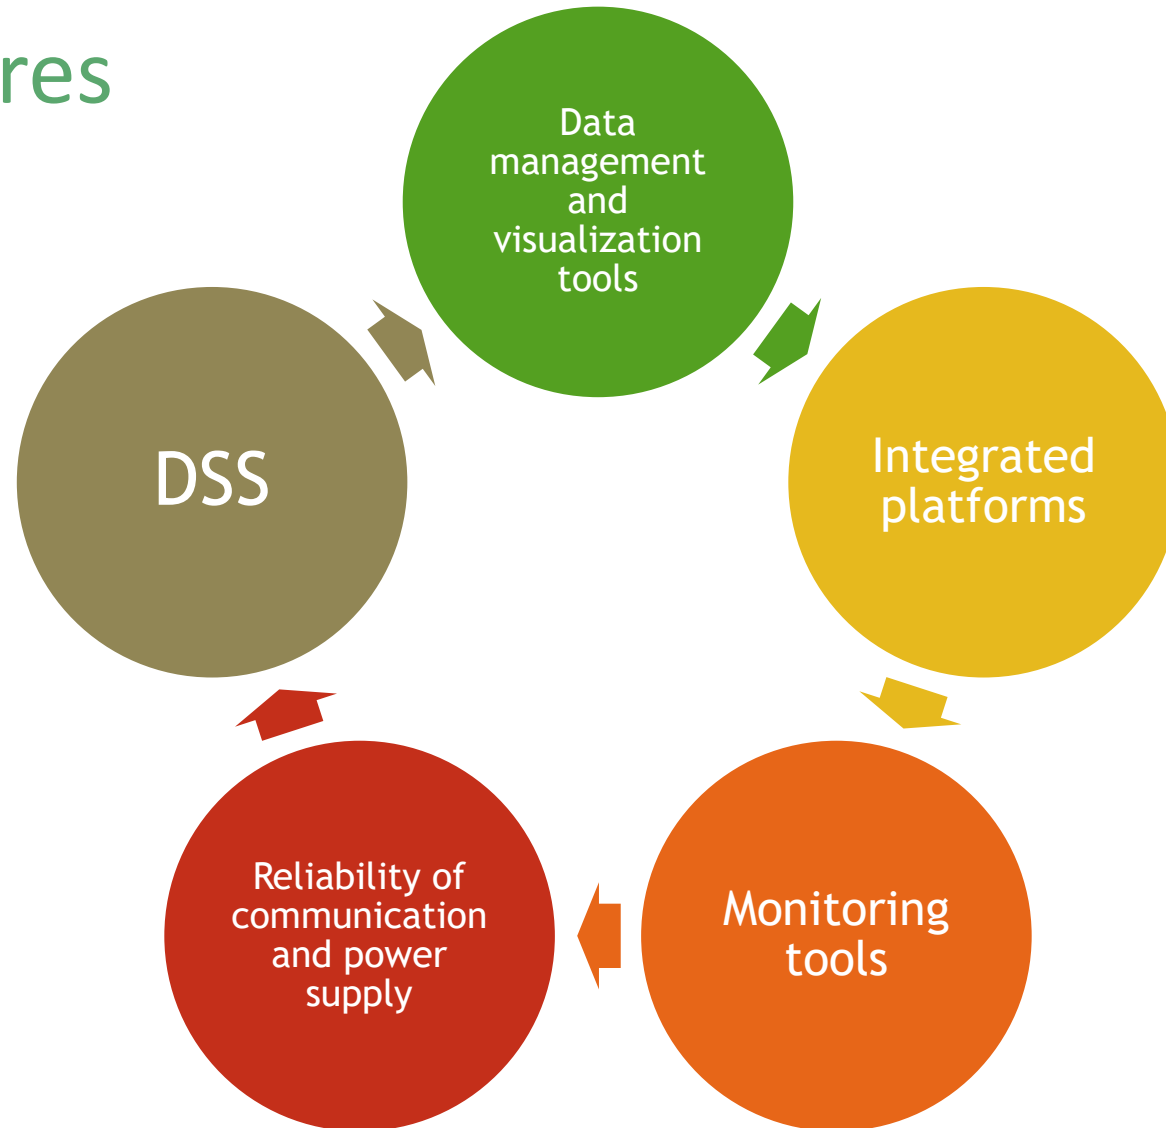 res
Data
management
and
visualization
tools
Integrated
platforms
Monitoring
tools
Reliability of
communication
and power
supply
DSS